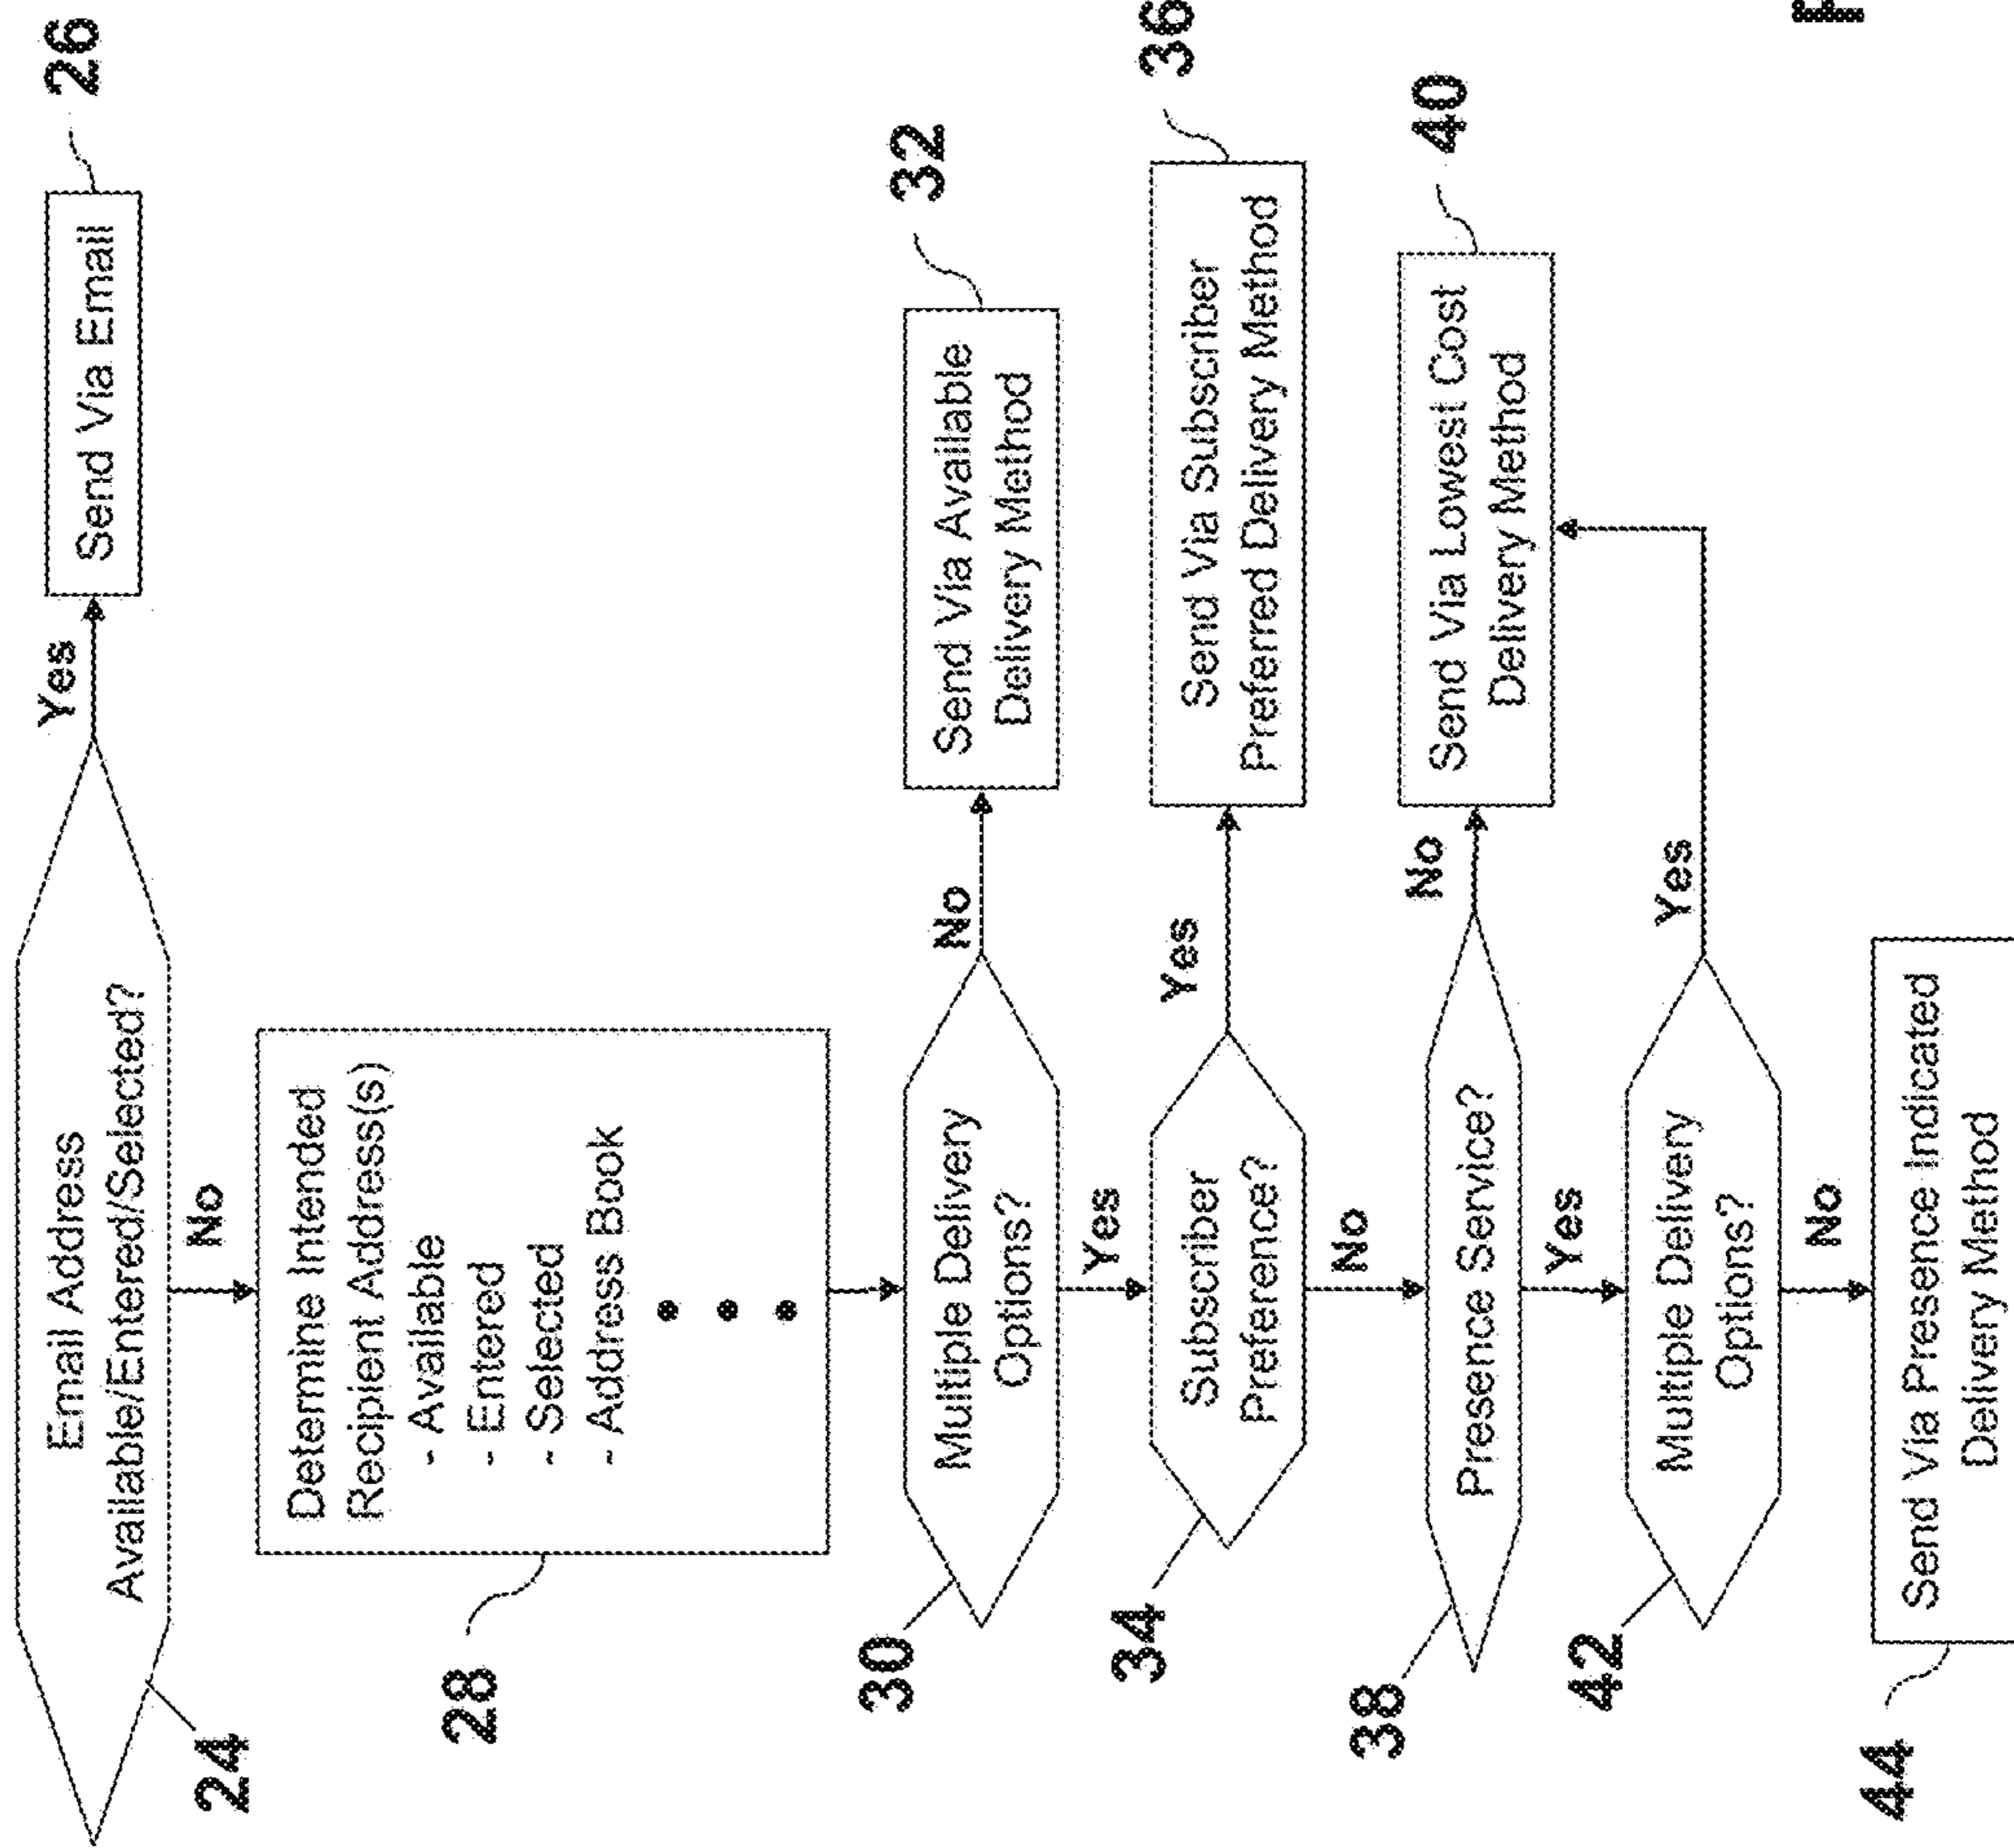 Email Address
Available/Entered/Selected?
24
Yes
Send Via Email
26
No
Determine Intended
Recipient Address(s)
- Available
- Entered
- Selected
- Address Book
28
Multiple Delivery
Options?
30
No
Send Via Available
Delivery Method
32
Yes
Subscriber
Preference?
34
Yes
Send Via Subscriber
Preferred Delivery Method
36
No
Presence Service?
38
No
Send Via Lowest Cost
Delivery Method
40
Yes
Multiple Delivery
Options?
42
Yes
No
Send Via Presence Indicated
Delivery Method
44